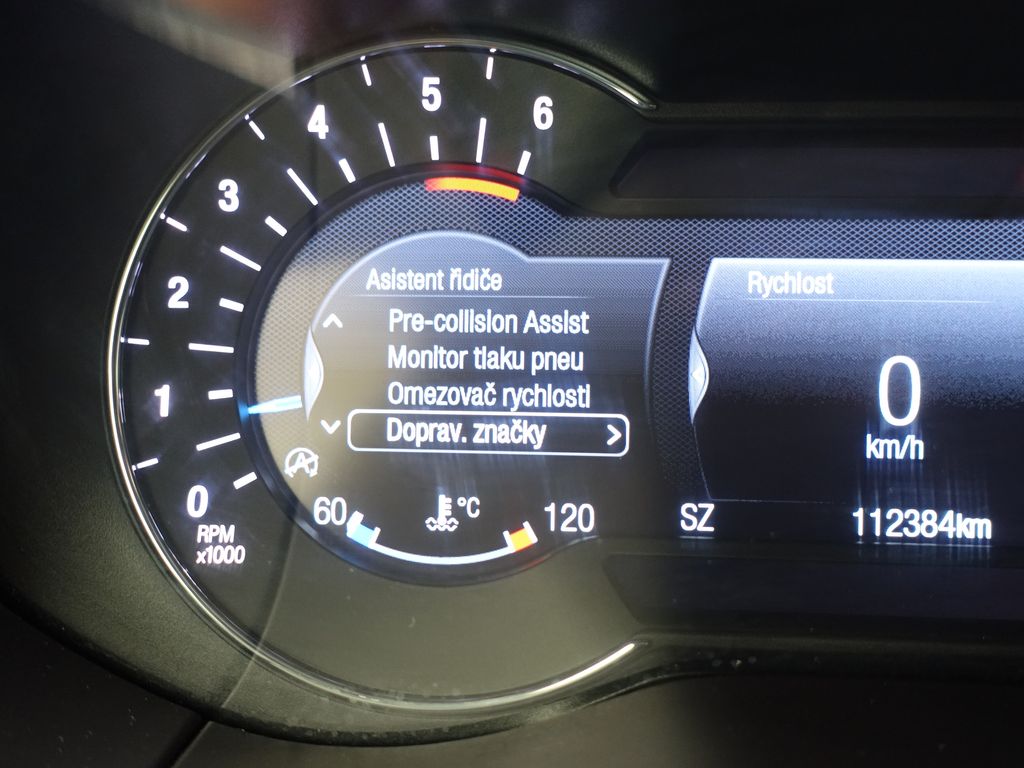 6
5
4
3
2
1
0
RPM
x1000
Asistent řidiče
Pre-collision Assist
Monitor tlaku pneu
Omezovač rychlosti
Doprav. značky
A
60
°C
120
Rychlost
0
km/h
SZ
112384km